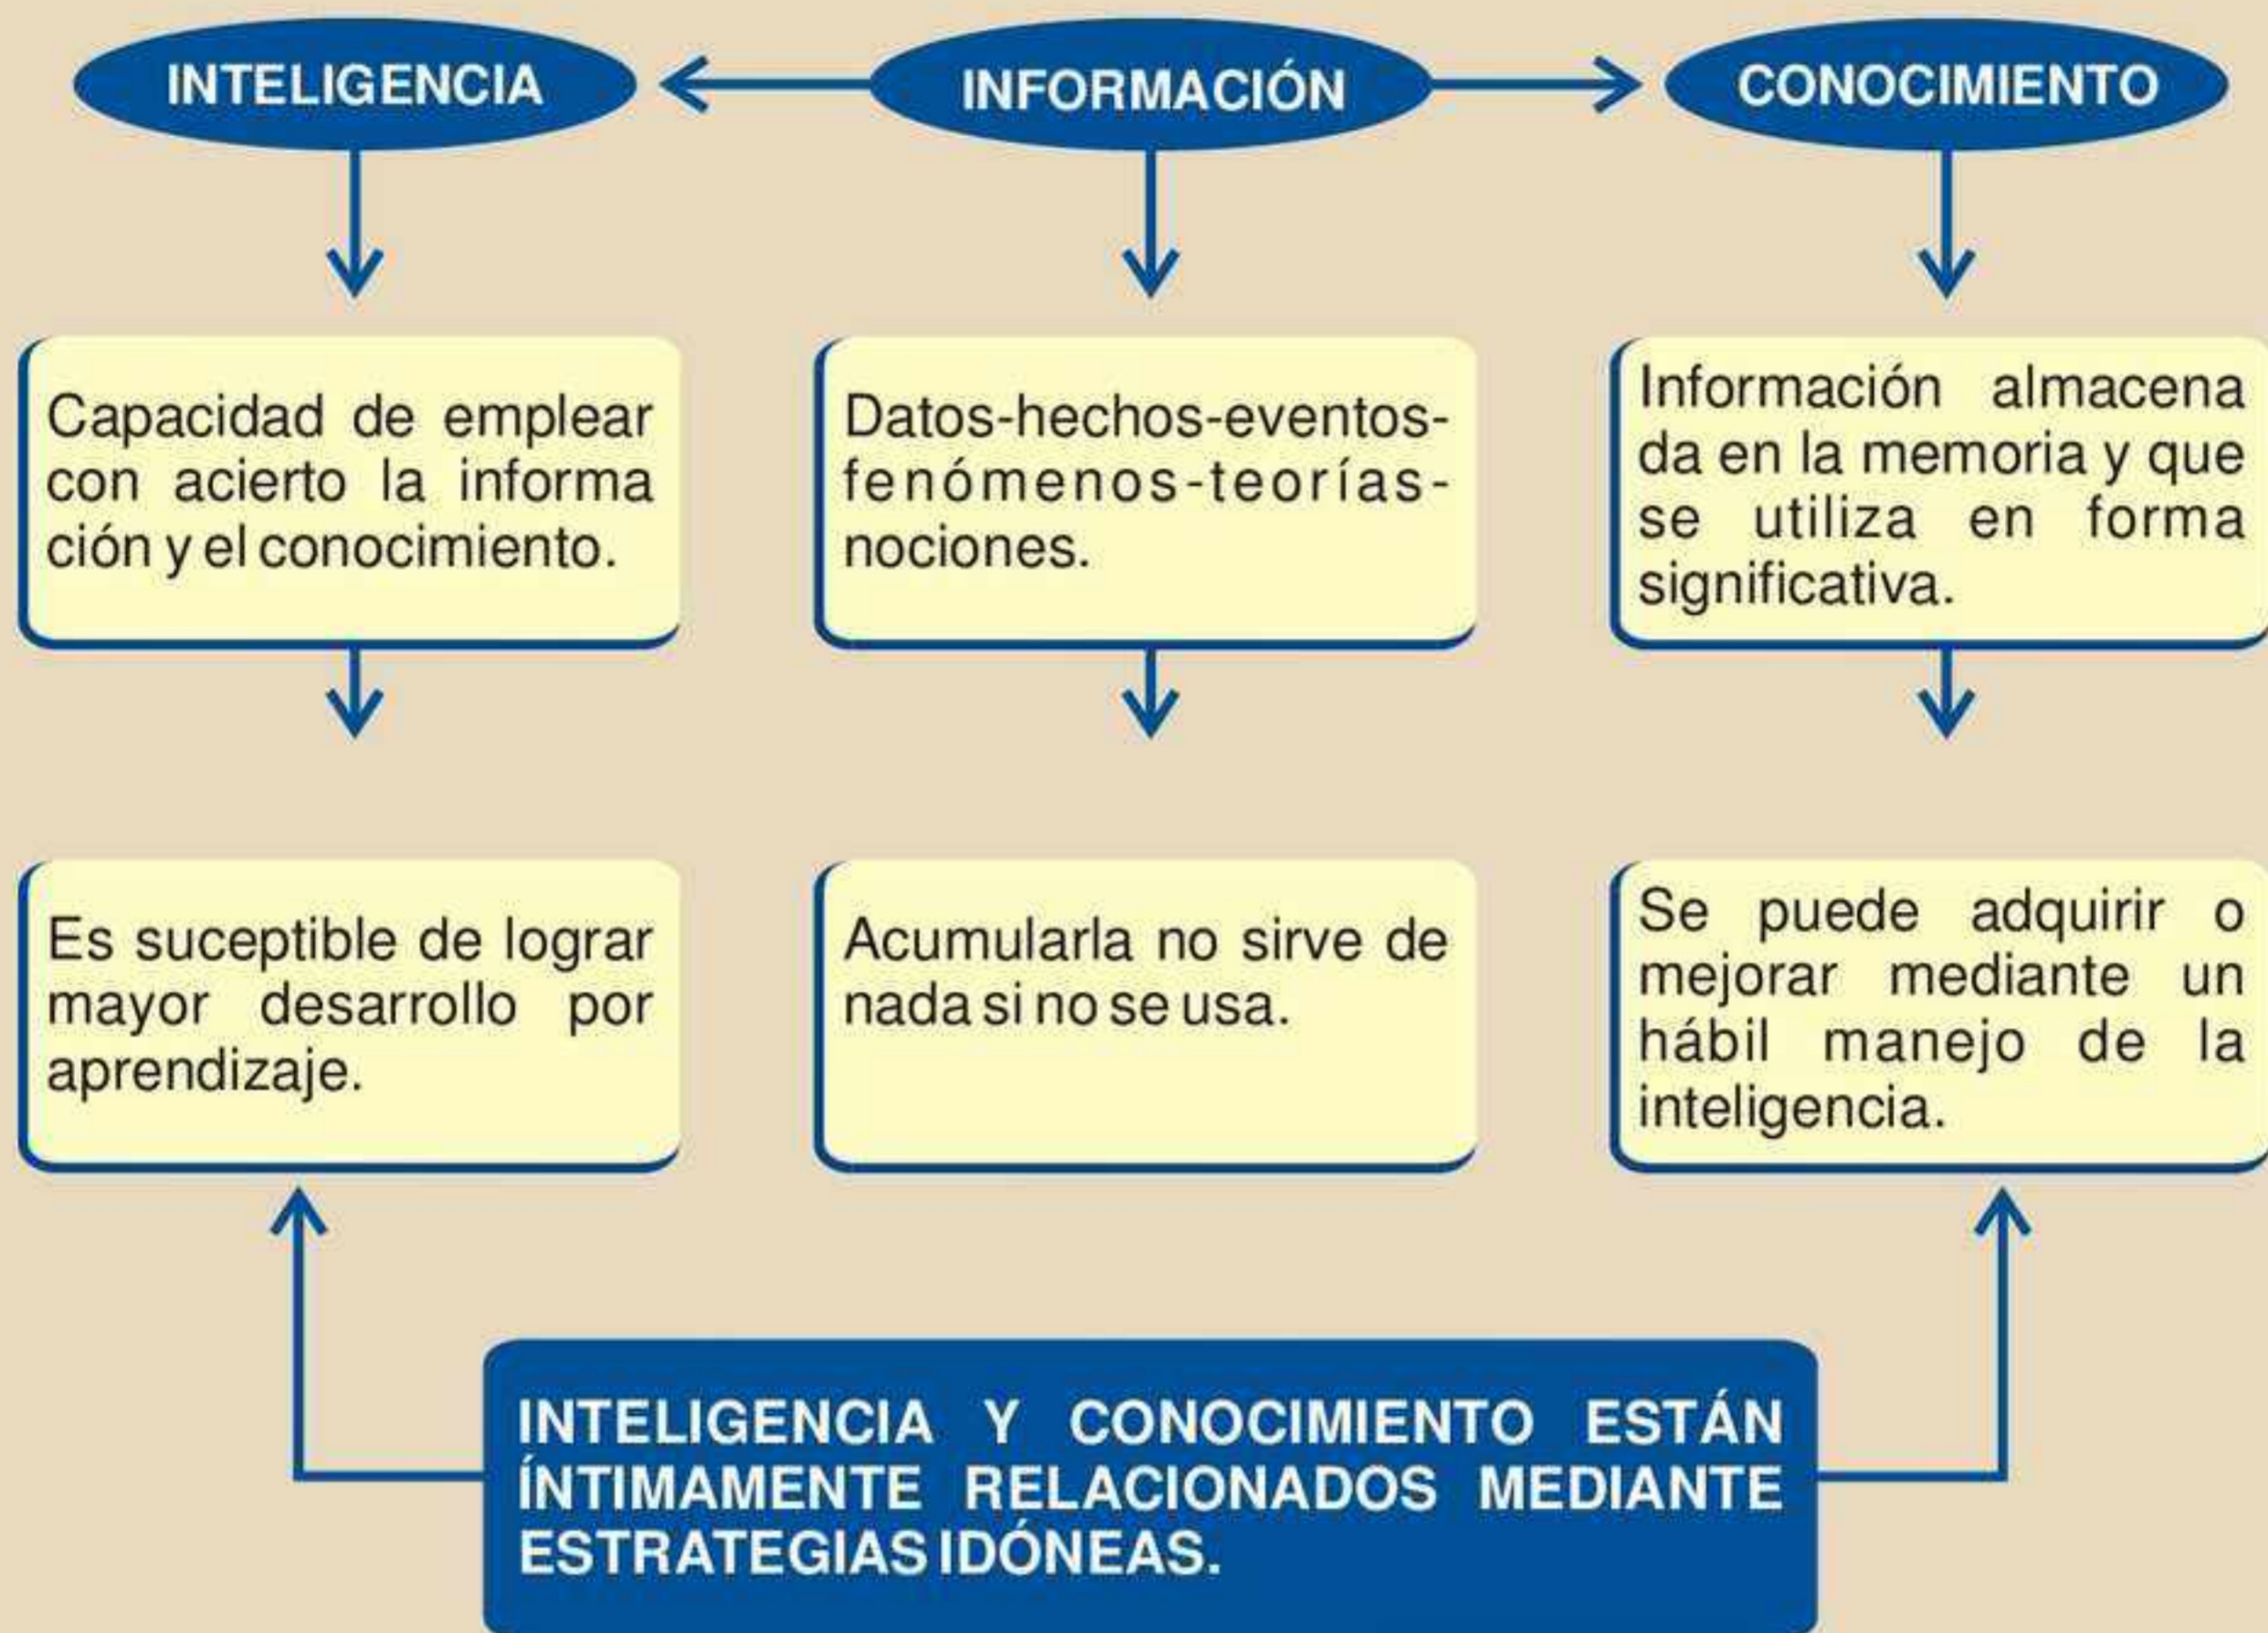 INTELIGENCIA
INFORMACIÓN
CONOCIMIENTO
Capacidad de emplear
con acierto la informa
ción y el conocimiento.
Datos-hechos-eventos-
fenómenos-teorías-
nociones.
Información almacena
da en la memoria y que
se utiliza en forma
significativa.
Es suceptible de lograr
mayor desarrollo por
aprendizaje.
Acumularla no sirve de
nada si no se usa.
Se puede adquirir o
mejorar mediante un
hábil manejo de la
inteligencia.
INTELIGENCIA Y CONOCIMIENTO ESTÁN
ÍNTIMAMENTE RELACIONADOS MEDIANTE
ESTRATEGIAS IDÓNEAS.